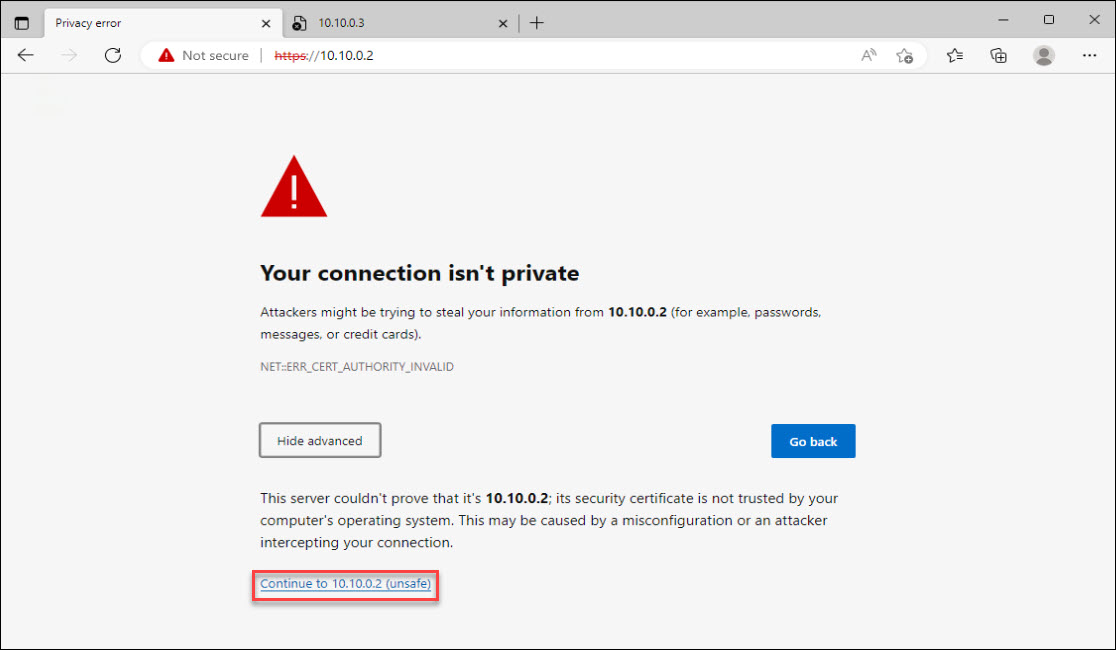 Privacy error
10.10.0.3
Not secure
https://10.10.0.2
Your connection isn't private
Attackers might be trying to steal your information from 10.10.0.2 (for example, passwords,
messages, or credit cards).
NET::ERR_CERT_AUTHORITY_INVALID
Hide advanced
Go back
This server couldn't prove that it's 10.10.0.2; its security certificate is not trusted by your
computer's operating system. This may be caused by a misconfiguration or an attacker
intercepting your connection.
Continue to 10.10.0.2 (unsafe)